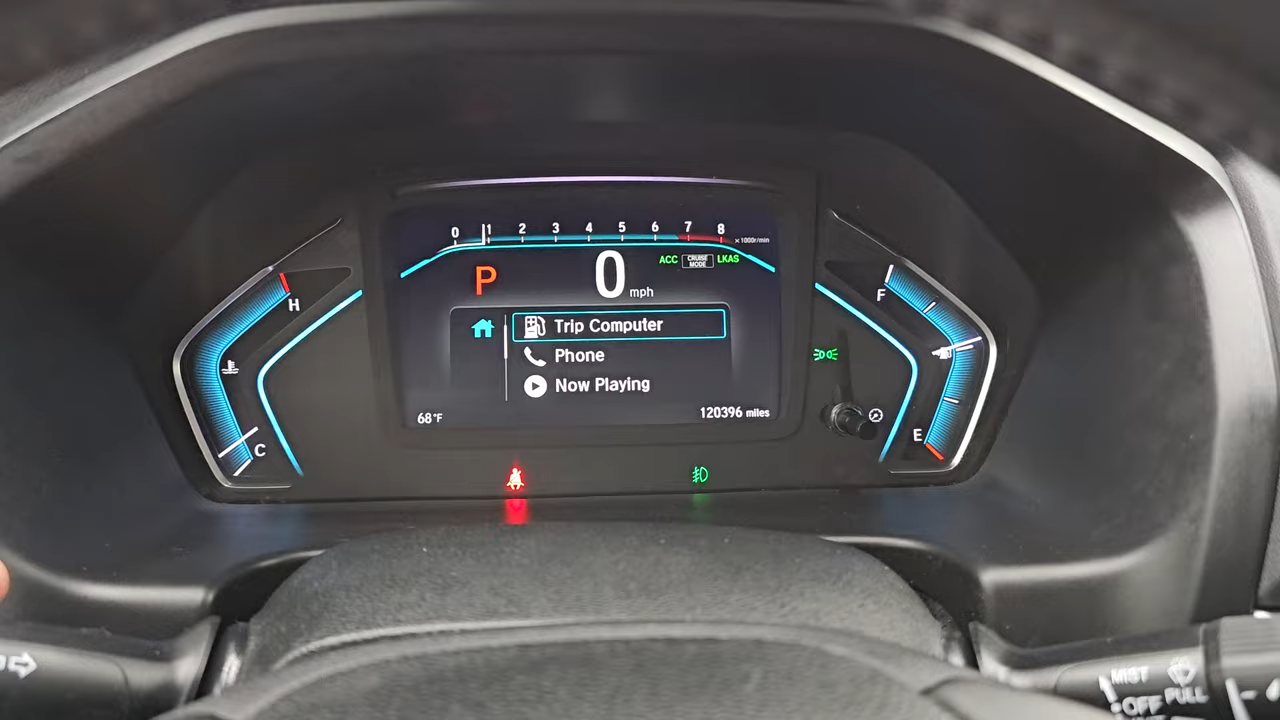 0 1 2 3 4 5 6 7 8 ×1000r/min
P 0 mph
ACC CRUISE MODE LKAS
H
C
Trip Computer
Phone
Now Playing
68°F
120396 miles
F
E
MIST
OFF
PULL